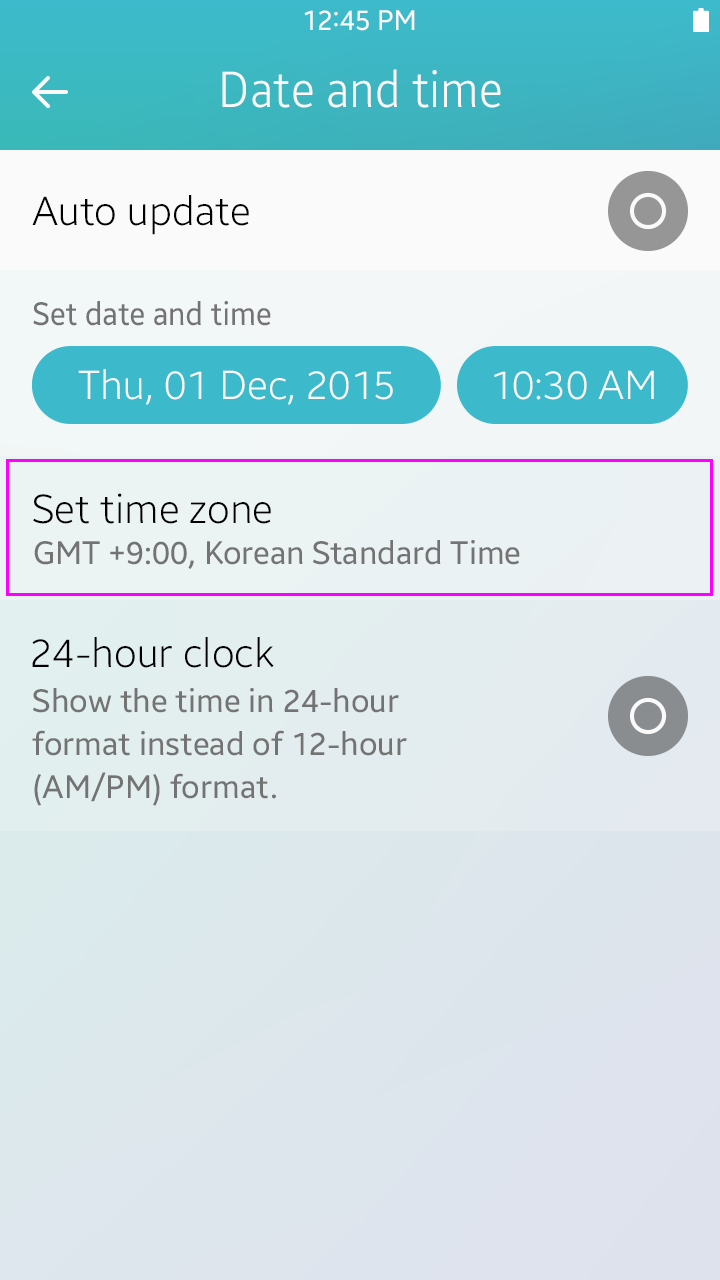 12:45 PM
Date and time
Auto update
Set date and time
Thu, 01 Dec, 2015 10:30 AM
Set time zone
GMT +9:00, Korean Standard Time
24-hour clock
Show the time in 24-hour
format instead of 12-hour
(AM/PM) format.